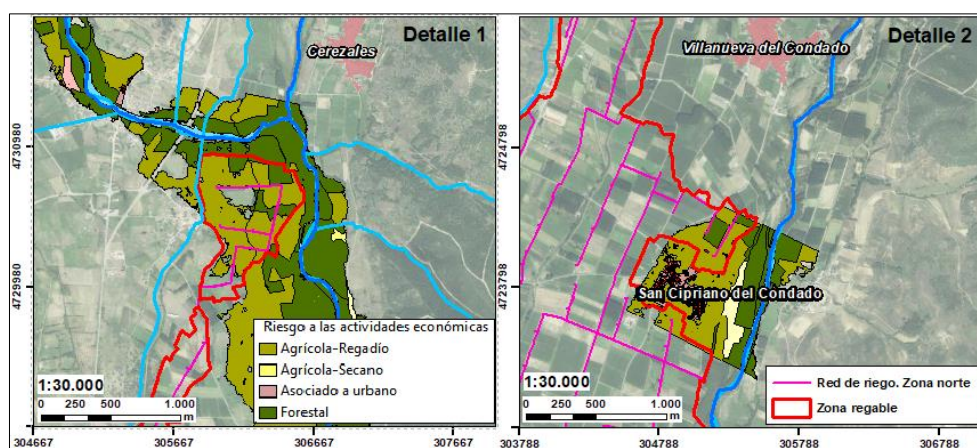 Cerezales
Detalle 1
4730980
4729980
Riesgo a las actividades económicas
Agrícola-Regadío
Agrícola-Secano
Asociado a urbano
Forestal
1:30.000
0 250 500 1.000
m
304667 305667 306667 307667
Villanueva del Condado
Detalle 2
4724798
4723798
San Cipriano del Condado
1:30.000
0 250 500 1.000
m
Red de riego. Zona norte
Zona regable
303788 304788 305788 306788